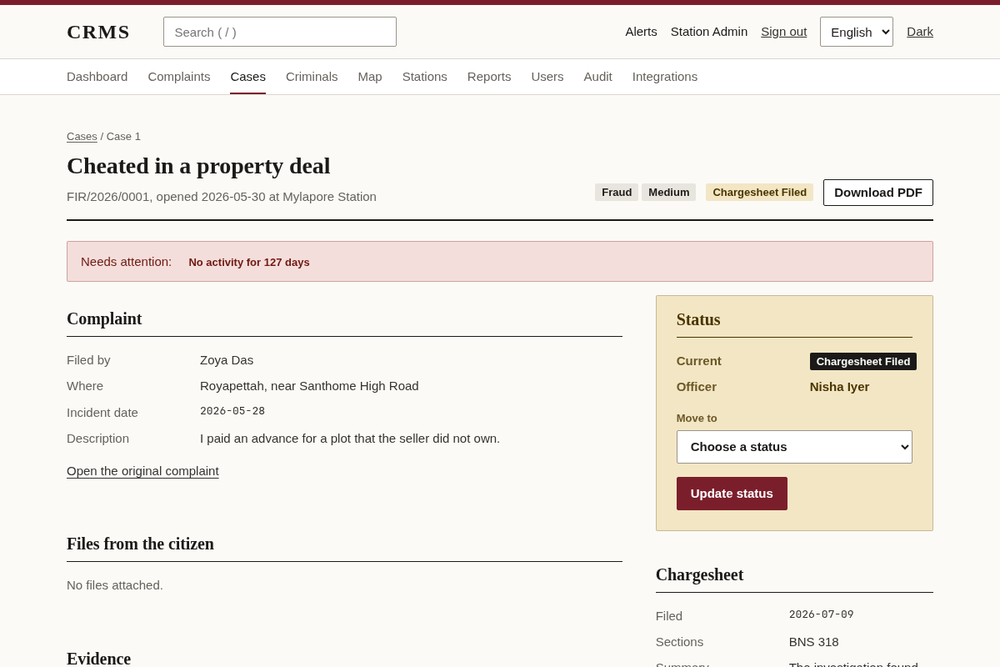 CRMS
Search ( / )
Alerts
Station Admin
Sign out
English
Dark
Dashboard
Complaints
Cases
Criminals
Map
Stations
Reports
Users
Audit
Integrations
Cases / Case 1
Cheated in a property deal
FIR/2026/0001, opened 2026-05-30 at Mylapore Station
Fraud
Medium
Chargesheet Filed
Download PDF
Needs attention: No activity for 127 days
Complaint
Filed by Zoya Das
Where Royapettah, near Santhome High Road
Incident date 2026-05-28
Description I paid an advance for a plot that the seller did not own.
Open the original complaint
Files from the citizen
No files attached.
Evidence
Status
Current Chargesheet Filed
Officer Nisha Iyer
Move to
Choose a status
Update status
Chargesheet
Filed 2026-07-09
Sections BNS 318
Summary The investigation found